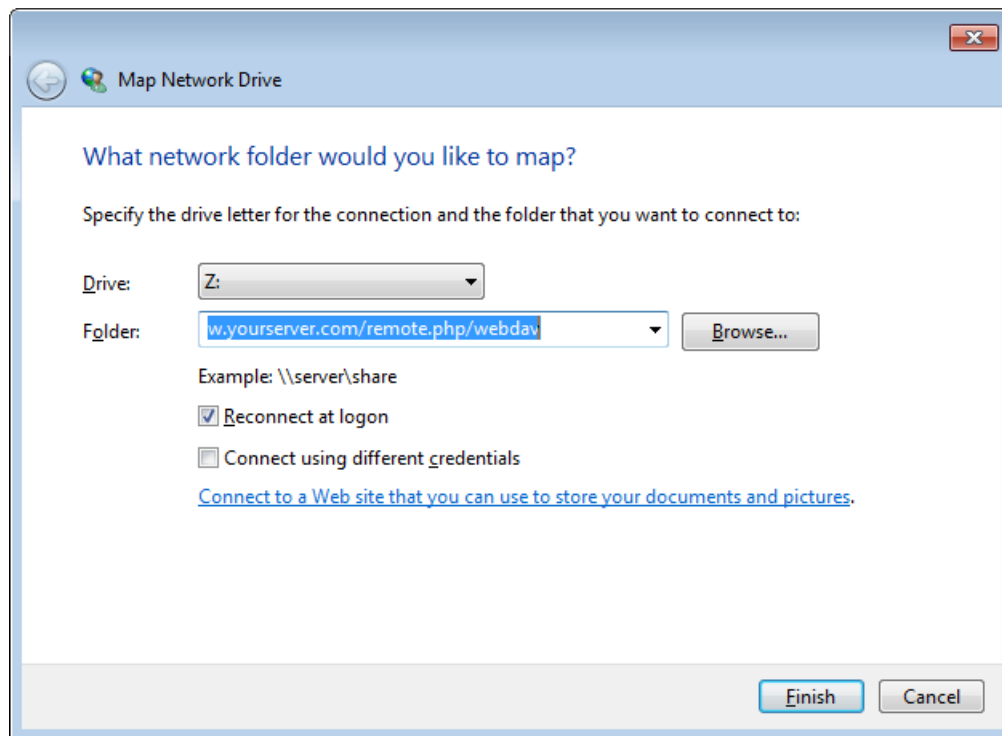 Map Network Drive
What network folder would you like to map?
Specify the drive letter for the connection and the folder that you want to connect to:
Drive: Z:
Folder: w.yourserver.com/remote.php/webdav Browse...
Example: \\server\share
Reconnect at logon
Connect using different credentials
Connect to a Web site that you can use to store your documents and pictures.
Finish Cancel